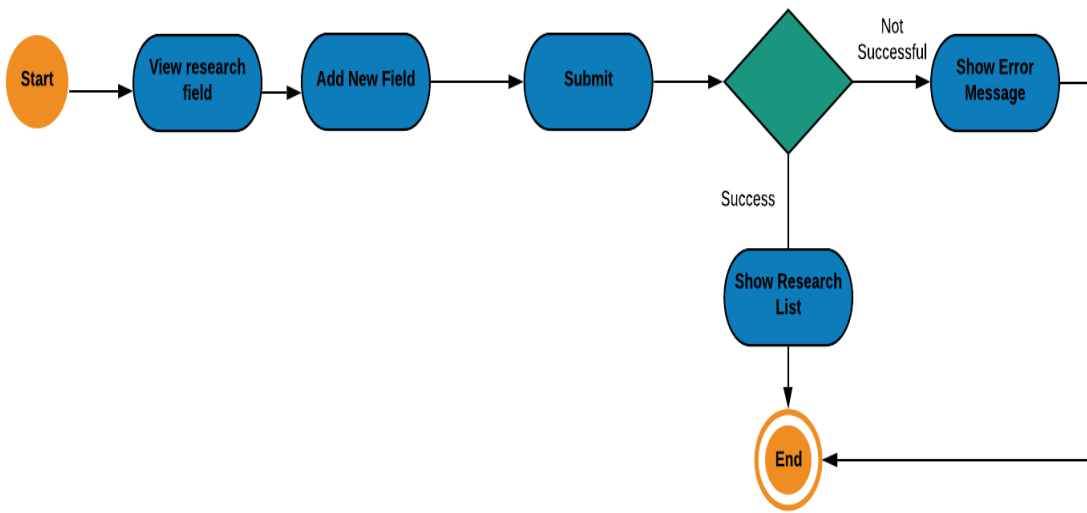 Start
View research
field
Add New Field
Submit
Not
Successful
Show Error
Message
Success
Show Research
List
End